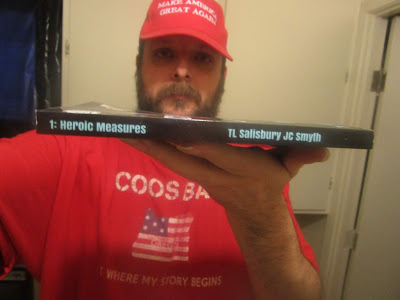 MAKE AMERICA
GREAT AGAIN
1: Heroic Measures
TL Salisbury JC Smyth
COOS BA
WHERE MY STORY BEGINS